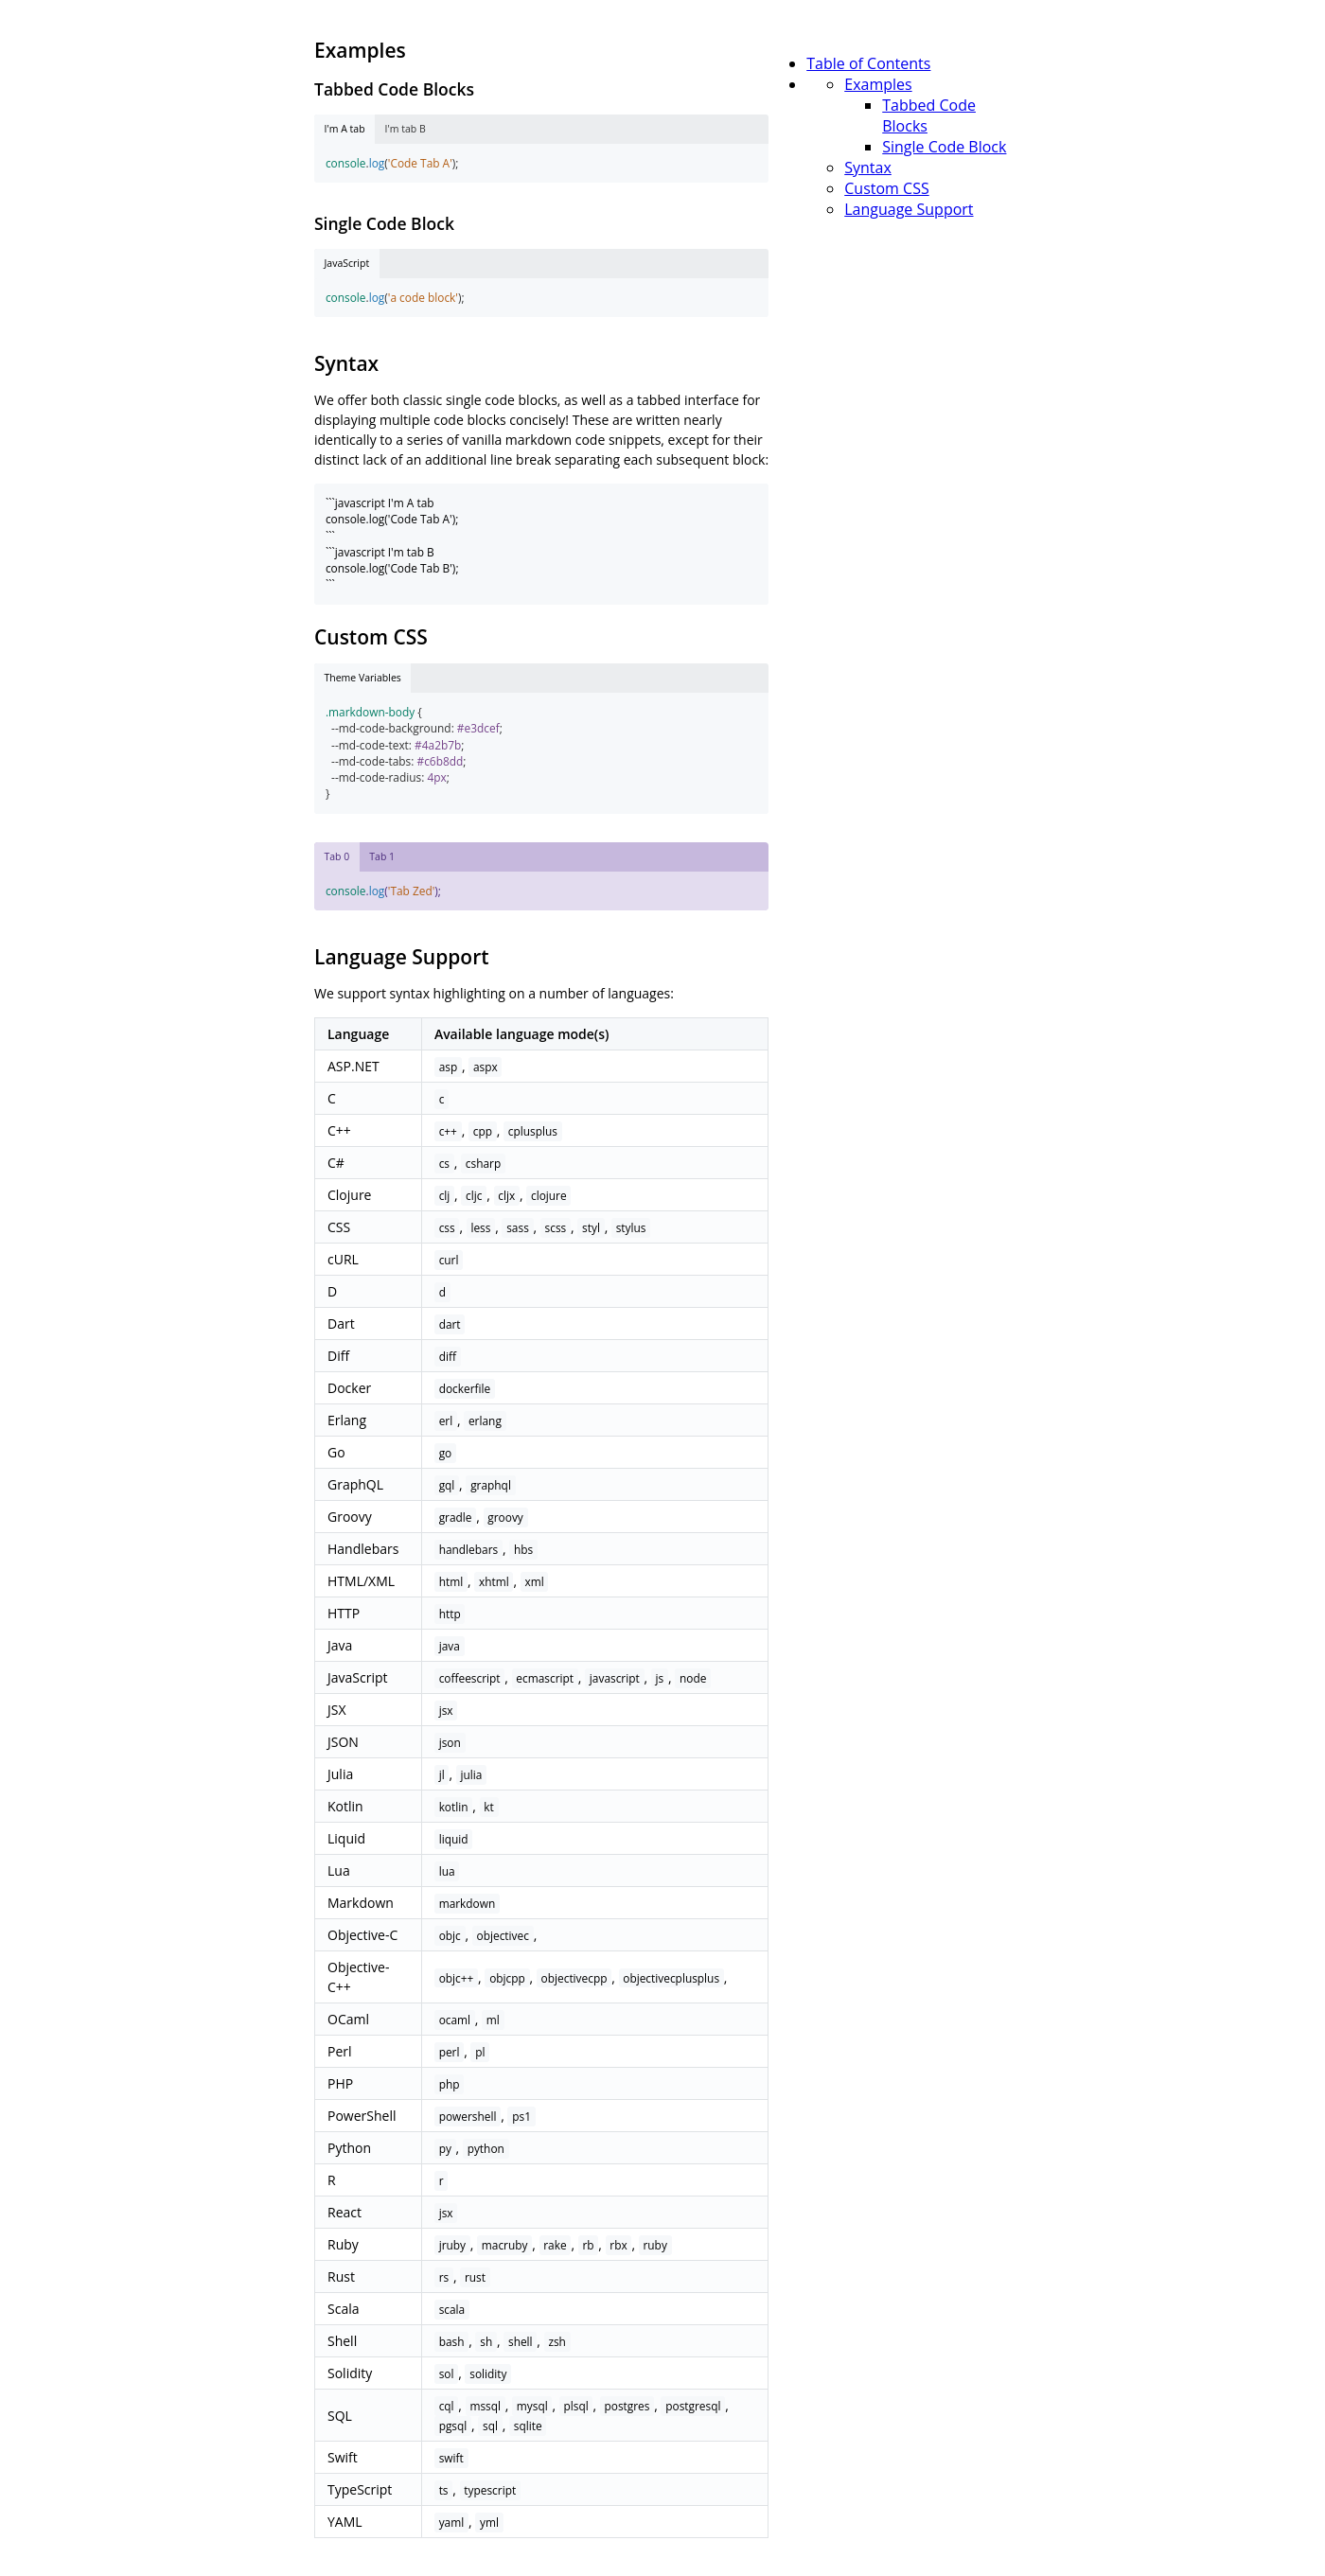 Examples
Tabbed Code Blocks
I'm A tab I'm tab B
console.log('Code Tab A');
Single Code Block
JavaScript
console.log('a code block');
Syntax
We offer both classic single code blocks, as well as a tabbed interface for
displaying multiple code blocks concisely! These are written nearly
identically to a series of vanilla markdown code snippets, except for their
distinct lack of an additional line break separating each subsequent block:
```javascript I'm A tab
console.log('Code Tab A');
```
```javascript I'm tab B
console.log('Code Tab B');
```
Custom CSS
Theme Variables
.markdown-body {
--md-code-background: #e3dcef;
--md-code-text: #4a2b7b;
--md-code-tabs: #c6b8dd;
--md-code-radius: 4px;
}
Tab 0 Tab 1
console.log('Tab Zed');
Language Support
We support syntax highlighting on a number of languages:
Language Available language mode(s)
ASP.NET asp , aspx
C c
C++ c++ , cpp , cplusplus
C# cs , csharp
Clojure clj , cljc , cljx , clojure
CSS css , less , sass , scss , styl , stylus
cURL curl
D d
Dart dart
Diff diff
Docker dockerfile
Erlang erl , erlang
Go go
GraphQL gql , graphql
Groovy gradle , groovy
Handlebars handlebars , hbs
HTML/XML html , xhtml , xml
HTTP http
Java java
JavaScript coffeescript , ecmascript , javascript , js , node
JSX jsx
JSON json
Julia jl , julia
Kotlin kotlin , kt
Liquid liquid
Lua lua
Markdown markdown
Objective-C objc , objectivec ,
Objective-
C++ objc++ , objcpp , objectivecpp , objectivecplusplus ,
OCaml ocaml , ml
Perl perl , pl
PHP php
PowerShell powershell , ps1
Python py , python
R r
React jsx
Ruby jruby , macruby , rake , rb , rbx , ruby
Rust rs , rust
Scala scala
Shell bash , sh , shell , zsh
Solidity sol , solidity
SQL cql , mssql , mysql , plsql , postgres , postgresql ,
pgsql , sql , sqlite
Swift swift
TypeScript ts , typescript
YAML yaml , yml
Table of Contents
Examples
Tabbed Code
Blocks
Single Code Block
Syntax
Custom CSS
Language Support